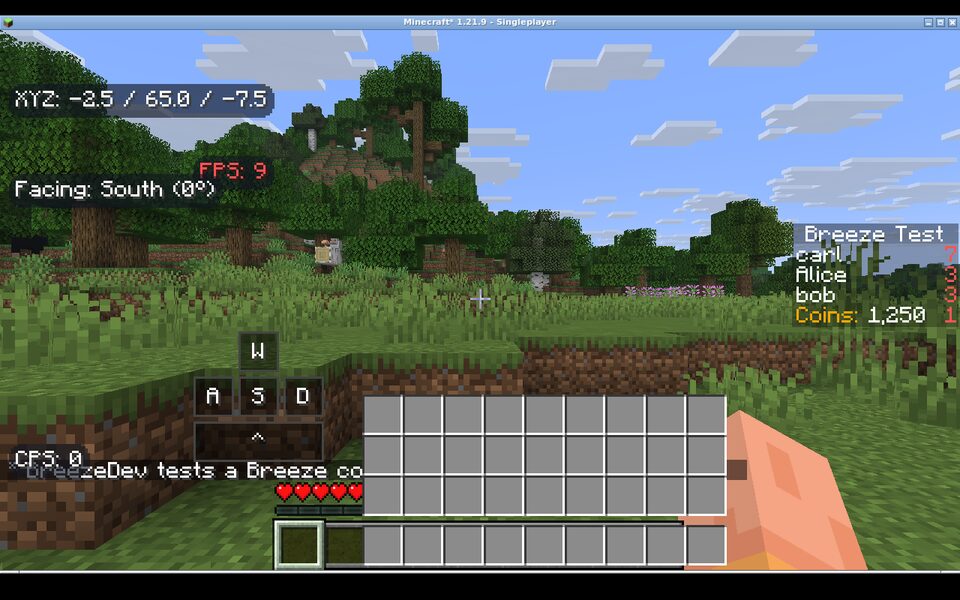 Minecraft* 1.21.9 - Singleplayer
XYZ: -2.5 / 65.0 / -7.5
FPS: 9
Facing: South (0°)
Breeze Test
carl 7
Alice 3
bob 3
Coins: 1,250 1
W
A S D
^
CPS: 0
BreezeDev tests a Breeze co